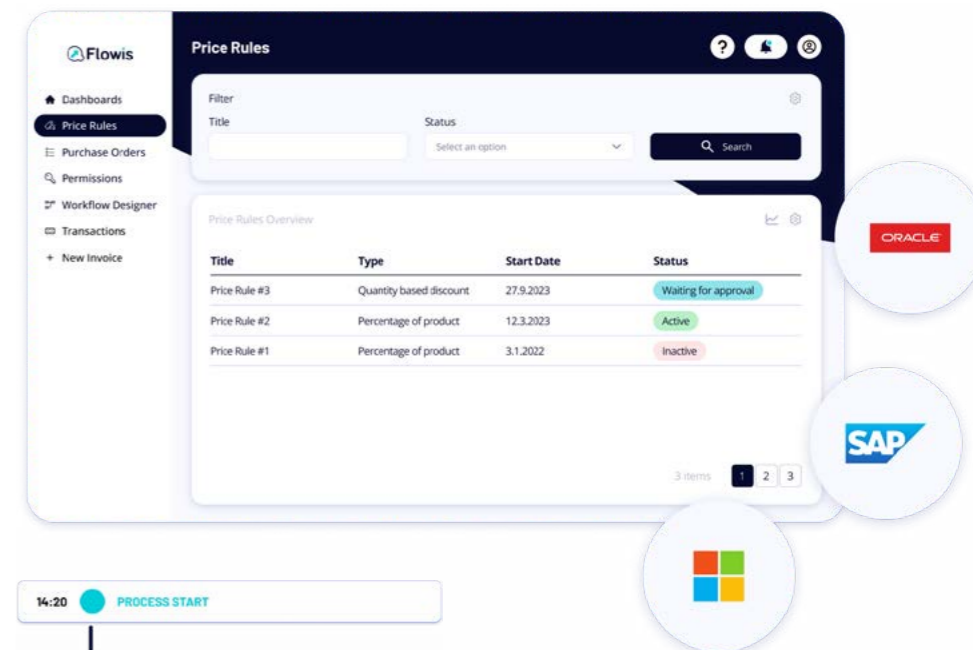 Flowis
Price Rules
?
Dashboards
Price Rules
Purchase Orders
Permissions
Workflow Designer
Transactions
+ New Invoice
Filter
Title Status
Select an option Search
Price Rules Overview
Title Type Start Date Status
Price Rule #3 Quantity based discount 27.9.2023 Waiting for approval
Price Rule #2 Percentage of product 12.3.2023 Active
Price Rule #1 Percentage of product 3.1.2022 Inactive
3 items 1 2 3
ORACLE
SAP
14:20 PROCESS START